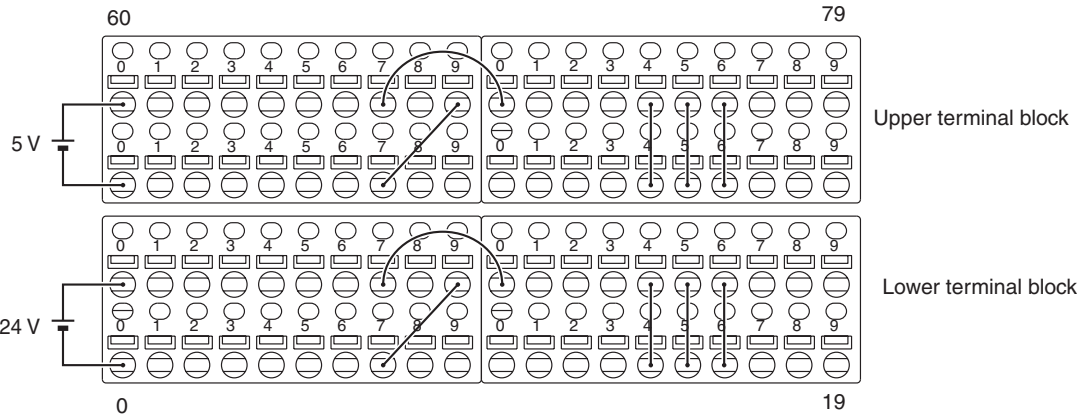 60 79
0 1 2 3 4 5 6 7 8 9 0 1 2 3 4 5 6 7 8 9
Upper terminal block
5 V
0 1 2 3 4 5 6 7 8 9 0 1 2 3 4 5 6 7 8 9
0 1 2 3 4 5 6 7 8 9 0 1 2 3 4 5 6 7 8 9
Lower terminal block
24 V
0 1 2 3 4 5 6 7 8 9 0 1 2 3 4 5 6 7 8 9
0 19